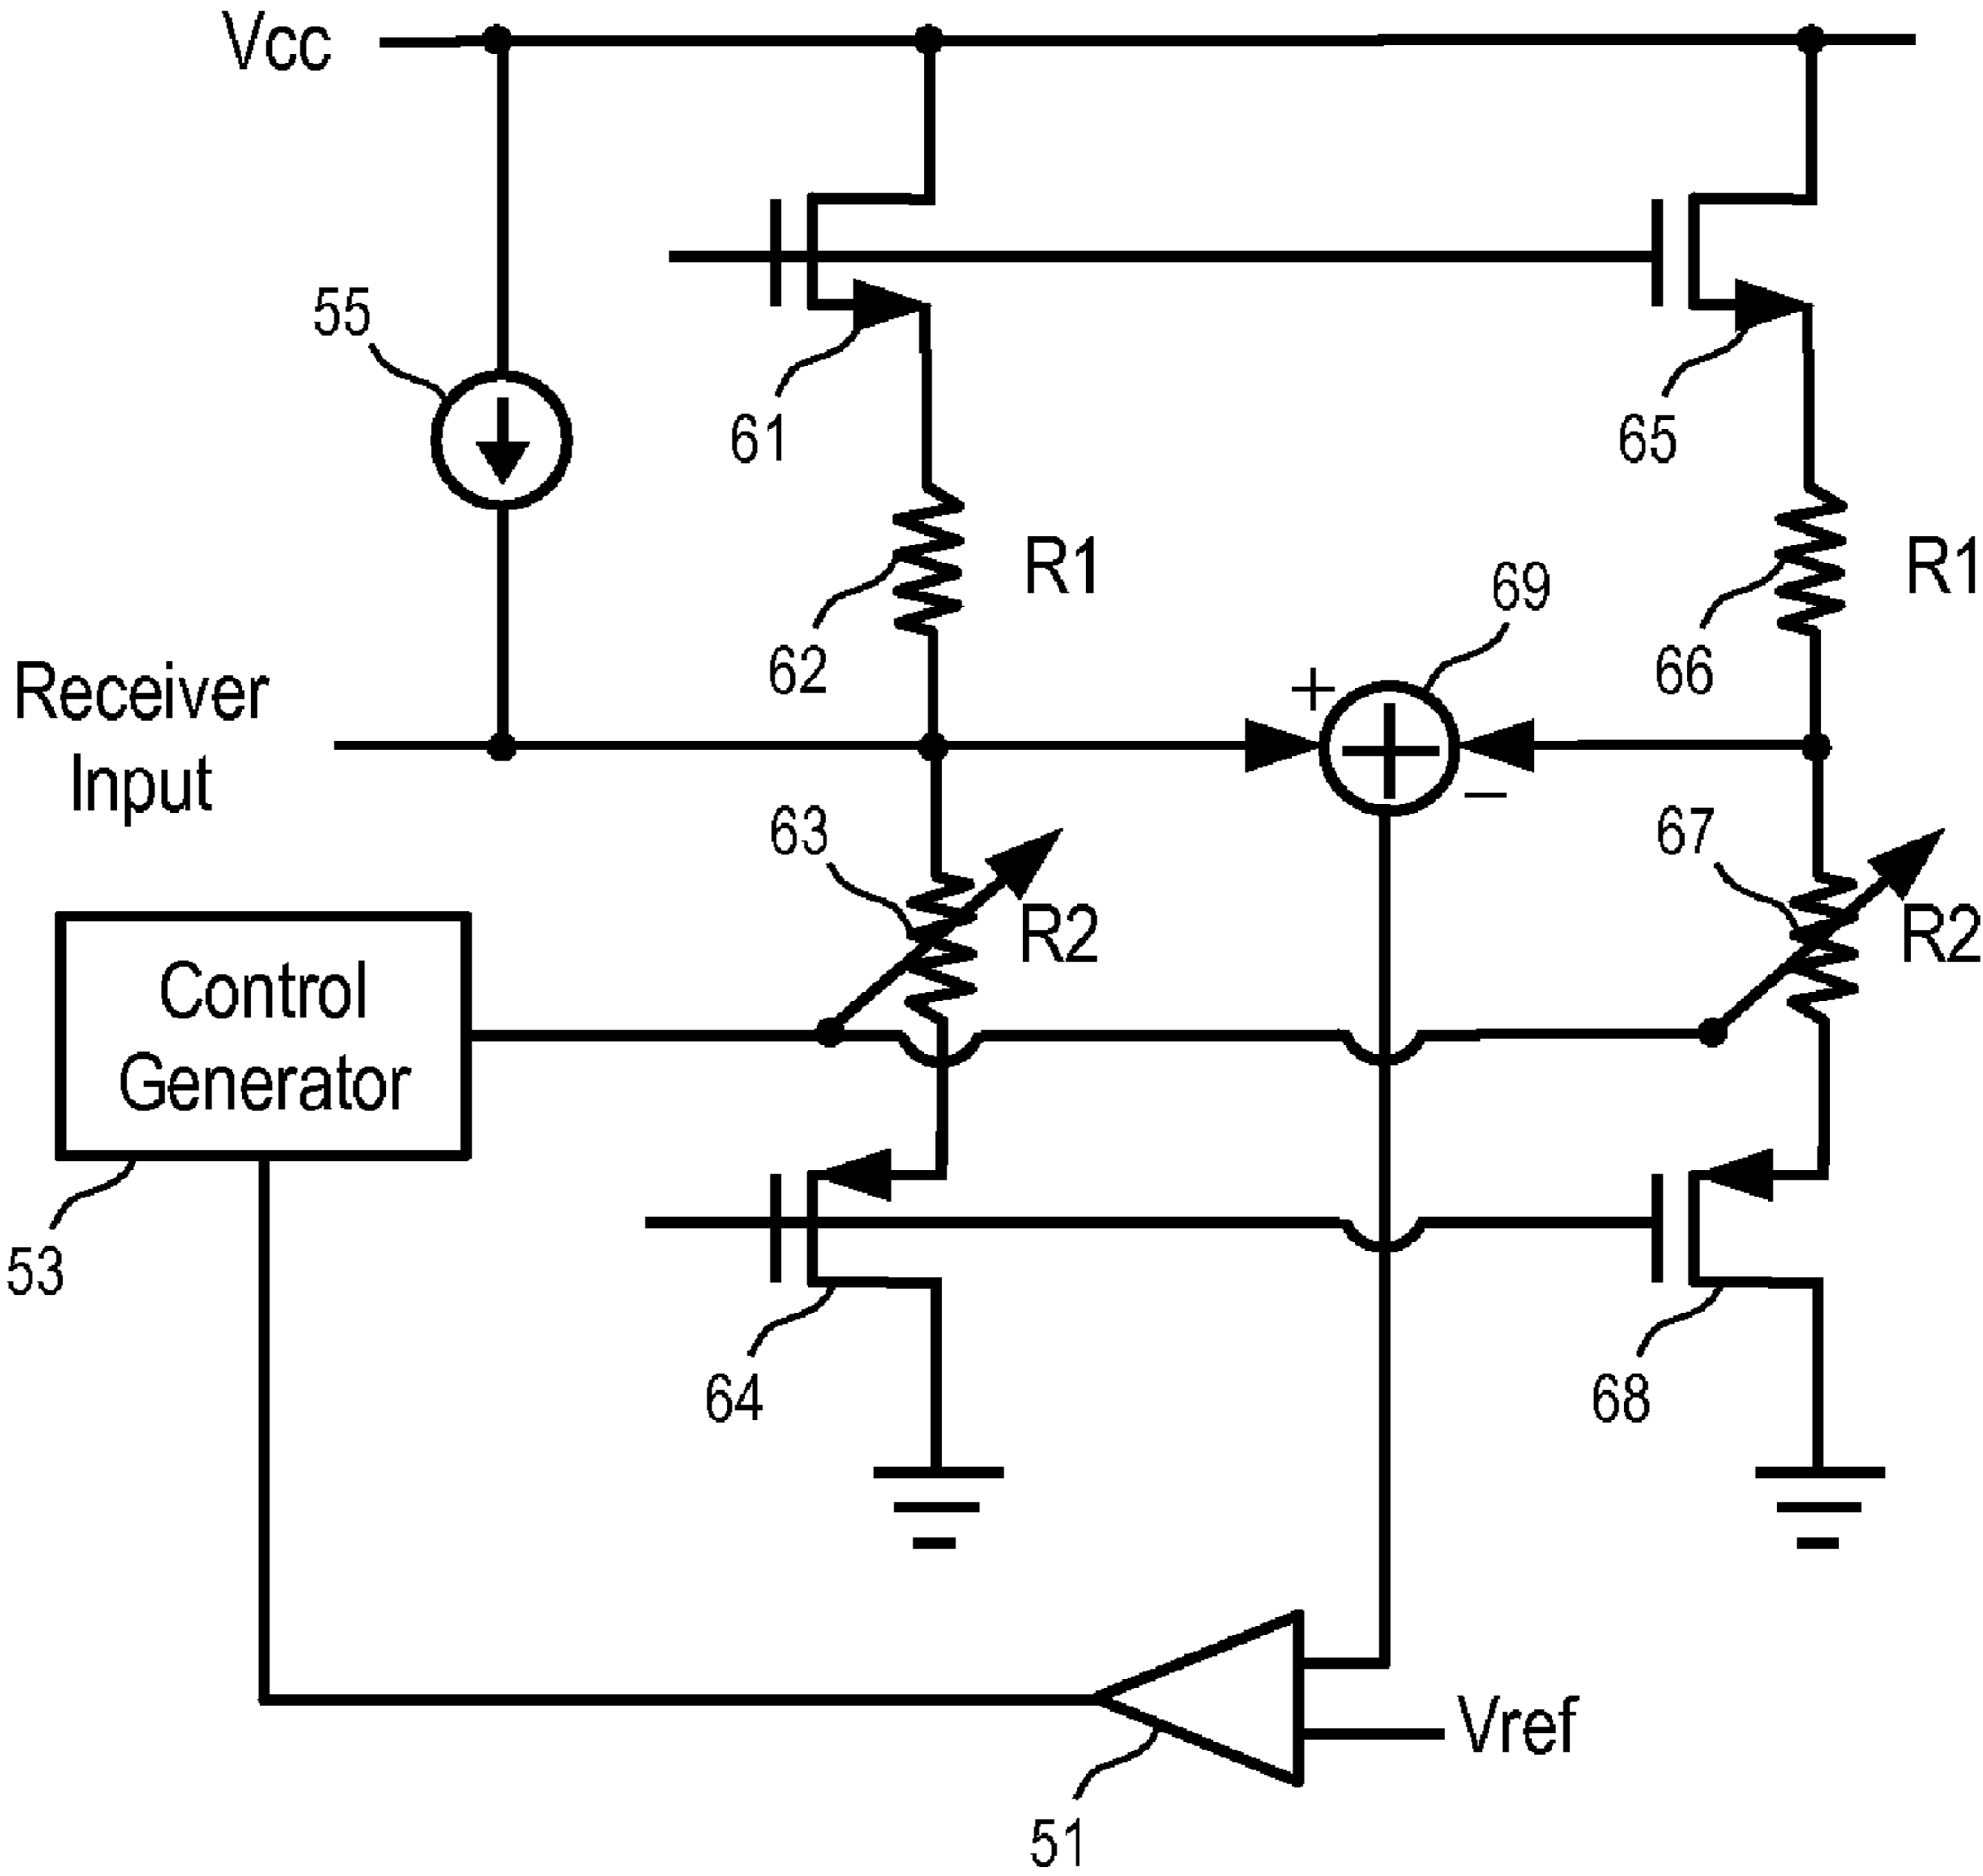 Vcc
55
61
65
R1
R1
69
62
66
+
Receiver
Input
−
63
67
R2
R2
Control
Generator
53
64
68
Vref
51